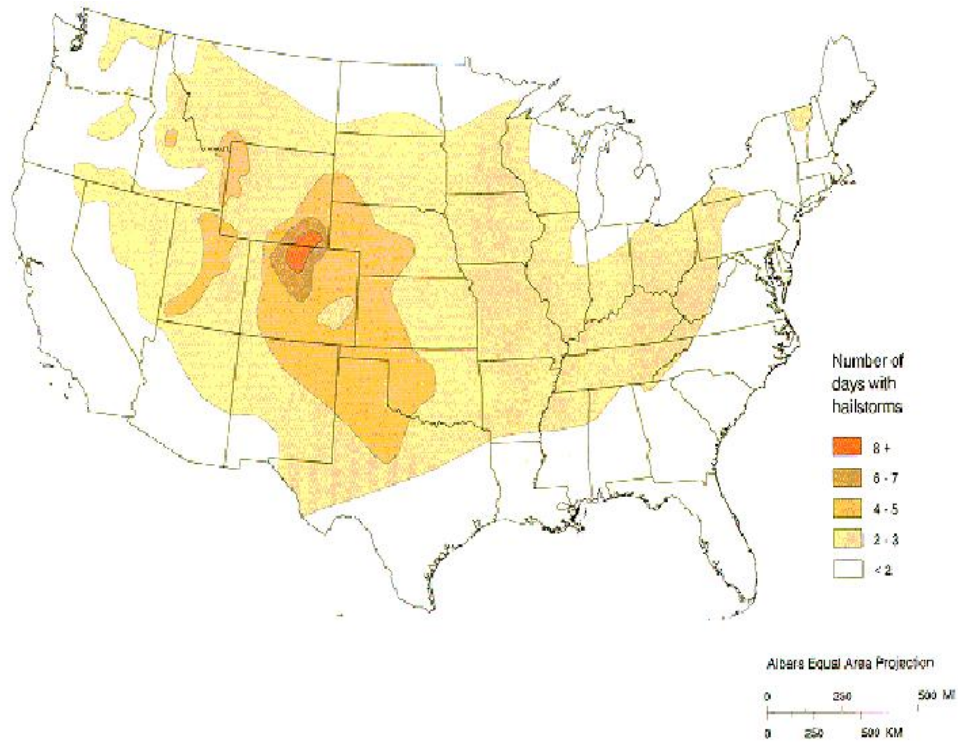 Number of
days with
hailstorms
8 +
6 - 7
4 - 5
2 - 3
< 2
Albers Equal Area Projection
0 250 500 MI
0 250 500 KM